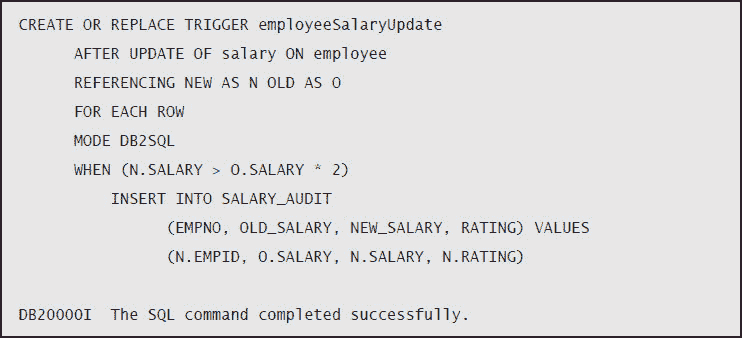 CREATE OR REPLACE TRIGGER employeeSalaryUpdate
AFTER UPDATE OF salary ON employee
REFERENCING NEW AS N OLD AS O
FOR EACH ROW
MODE DB2SQL
WHEN (N.SALARY > O.SALARY * 2)
INSERT INTO SALARY_AUDIT
(EMPNO, OLD_SALARY, NEW_SALARY, RATING) VALUES
(N.EMPID, O.SALARY, N.SALARY, N.RATING)
DB20000I The SQL command completed successfully.